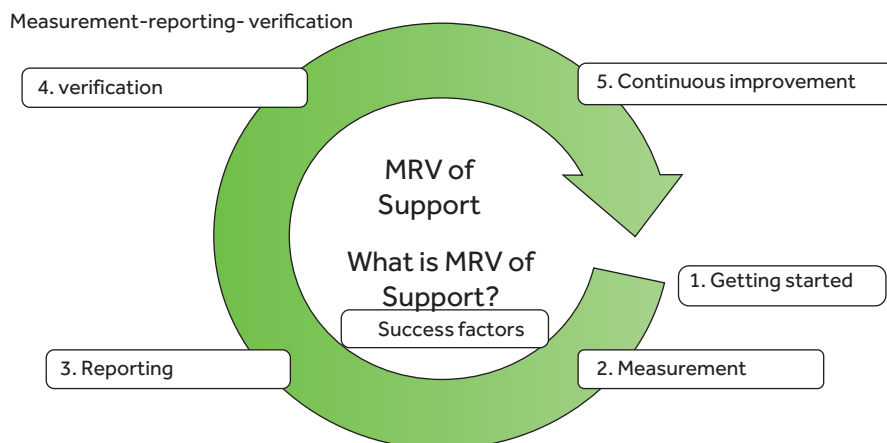 Measurement-reporting- verification
4. verification
5. Continuous improvement
MRV of
Support
What is MRV of
Support?
Success factors
1. Getting started
3. Reporting
2. Measurement